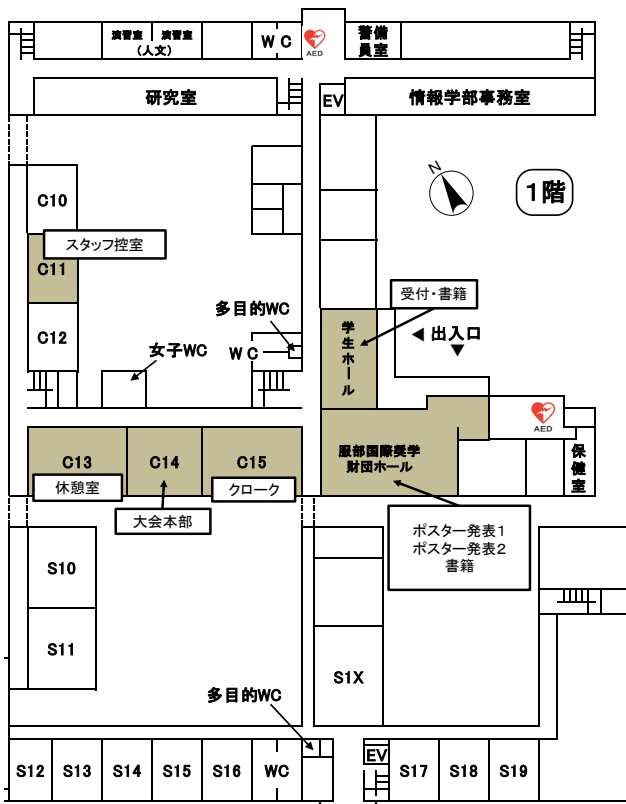 演習室
演習室
(人文)
WC
AED
警備
員室
研究室
EV
情報学部事務室
N
1階
C10
スタッフ控室
C11
C12
受付・書籍
多目的WC
女子WC
WC
学生ホール
出入口
AED
C13
C14
C15
服部国際奨学
財団ホール
保健室
休憩室
クローク
大会本部
ポスター発表1
ポスター発表2
書籍
S10
S11
S1X
多目的WC
S12
S13
S14
S15
S16
WC
EV
S17
S18
S19